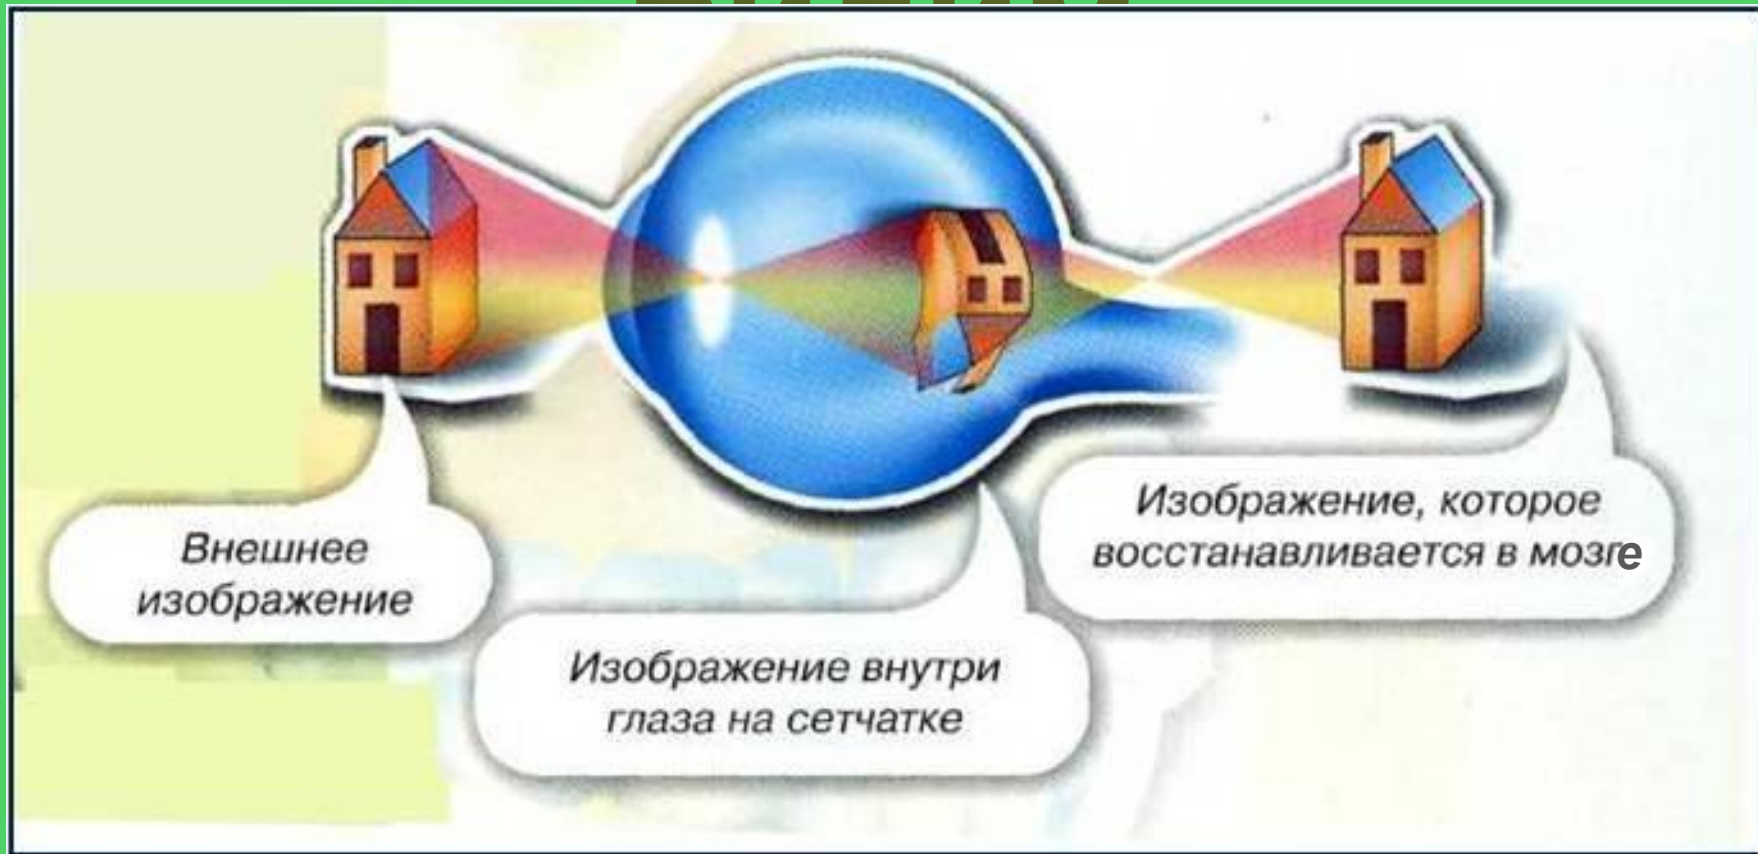 Внешнее
изображение
Изображение внутри
глаза на сетчатке
Изображение, которое
восстанавливается в мозге